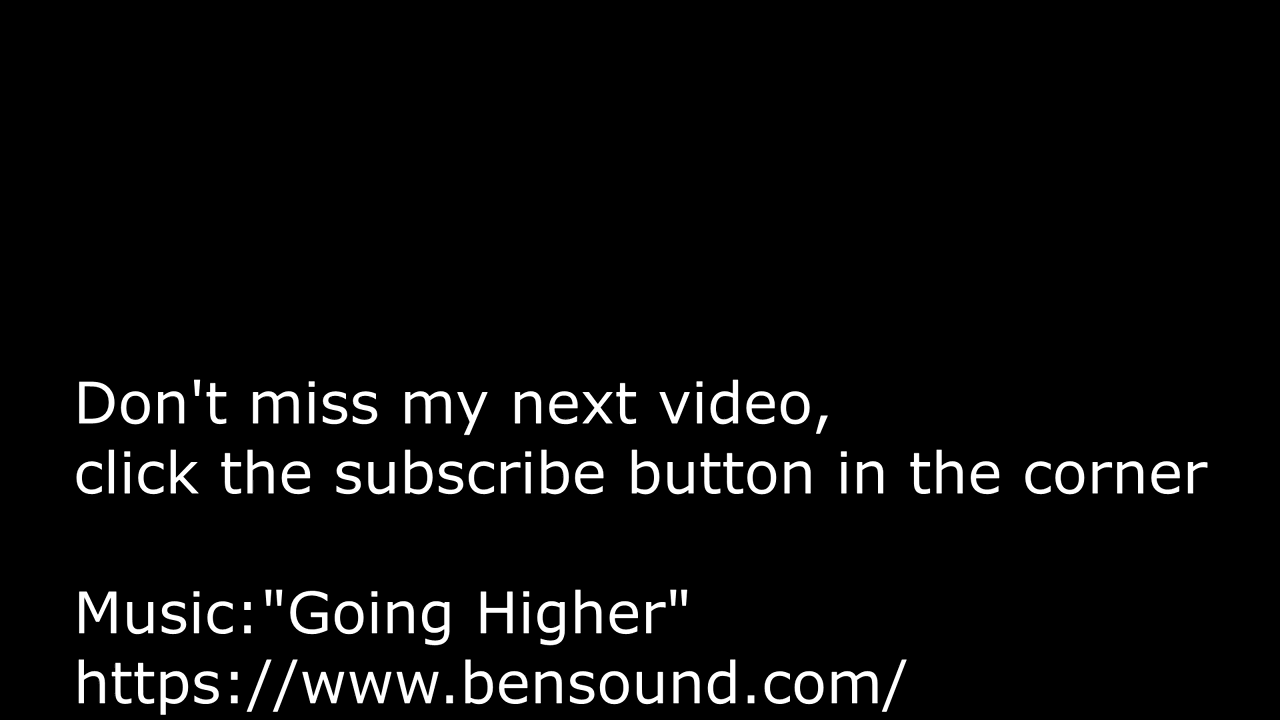 Don't miss my next video,
click the subscribe button in the corner
Music:"Going Higher"
https://www.bensound.com/